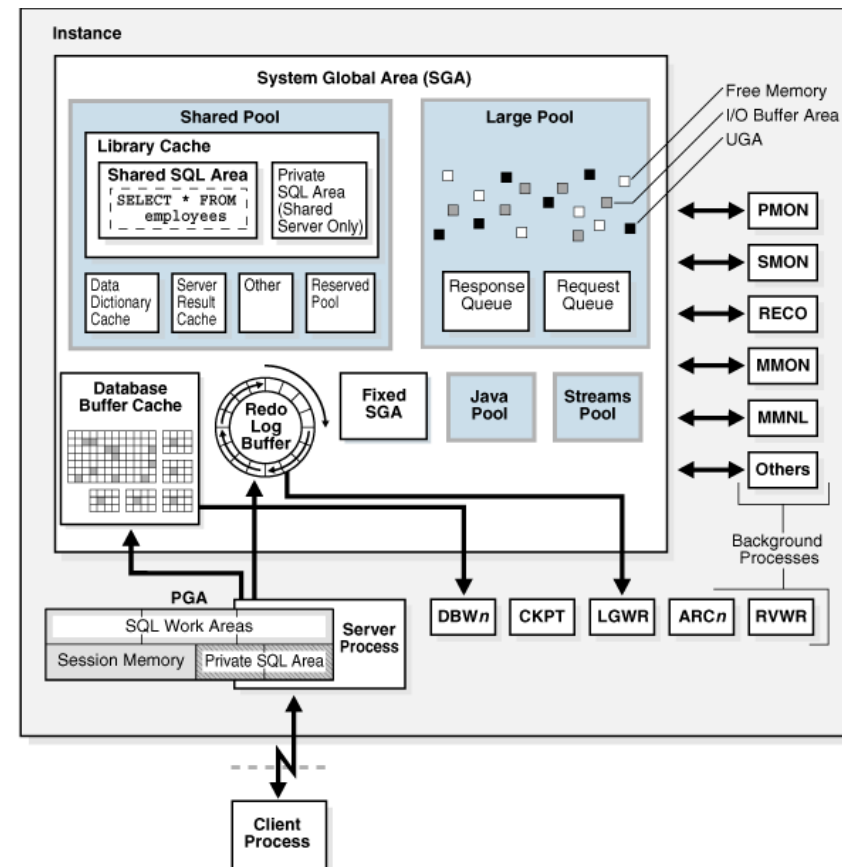 Instance
System Global Area (SGA)
Shared Pool
Library Cache
Shared SQL Area
SELECT * FROM
employees
Private
SQL Area
(Shared
Server Only)
Data
Dictionary
Cache
Server
Result
Cache
Other
Reserved
Pool
Large Pool
Response
Queue
Request
Queue
Free Memory
I/O Buffer Area
UGA
Database
Buffer Cache
Redo
Log
Buffer
Fixed
SGA
Java
Pool
Streams
Pool
PMON
SMON
RECO
MMON
MMNL
Others
Background
Processes
DBWn
CKPT
LGWR
ARCn
RVWR
PGA
SQL Work Areas
Session Memory
Private SQL Area
Server
Process
Client
Process